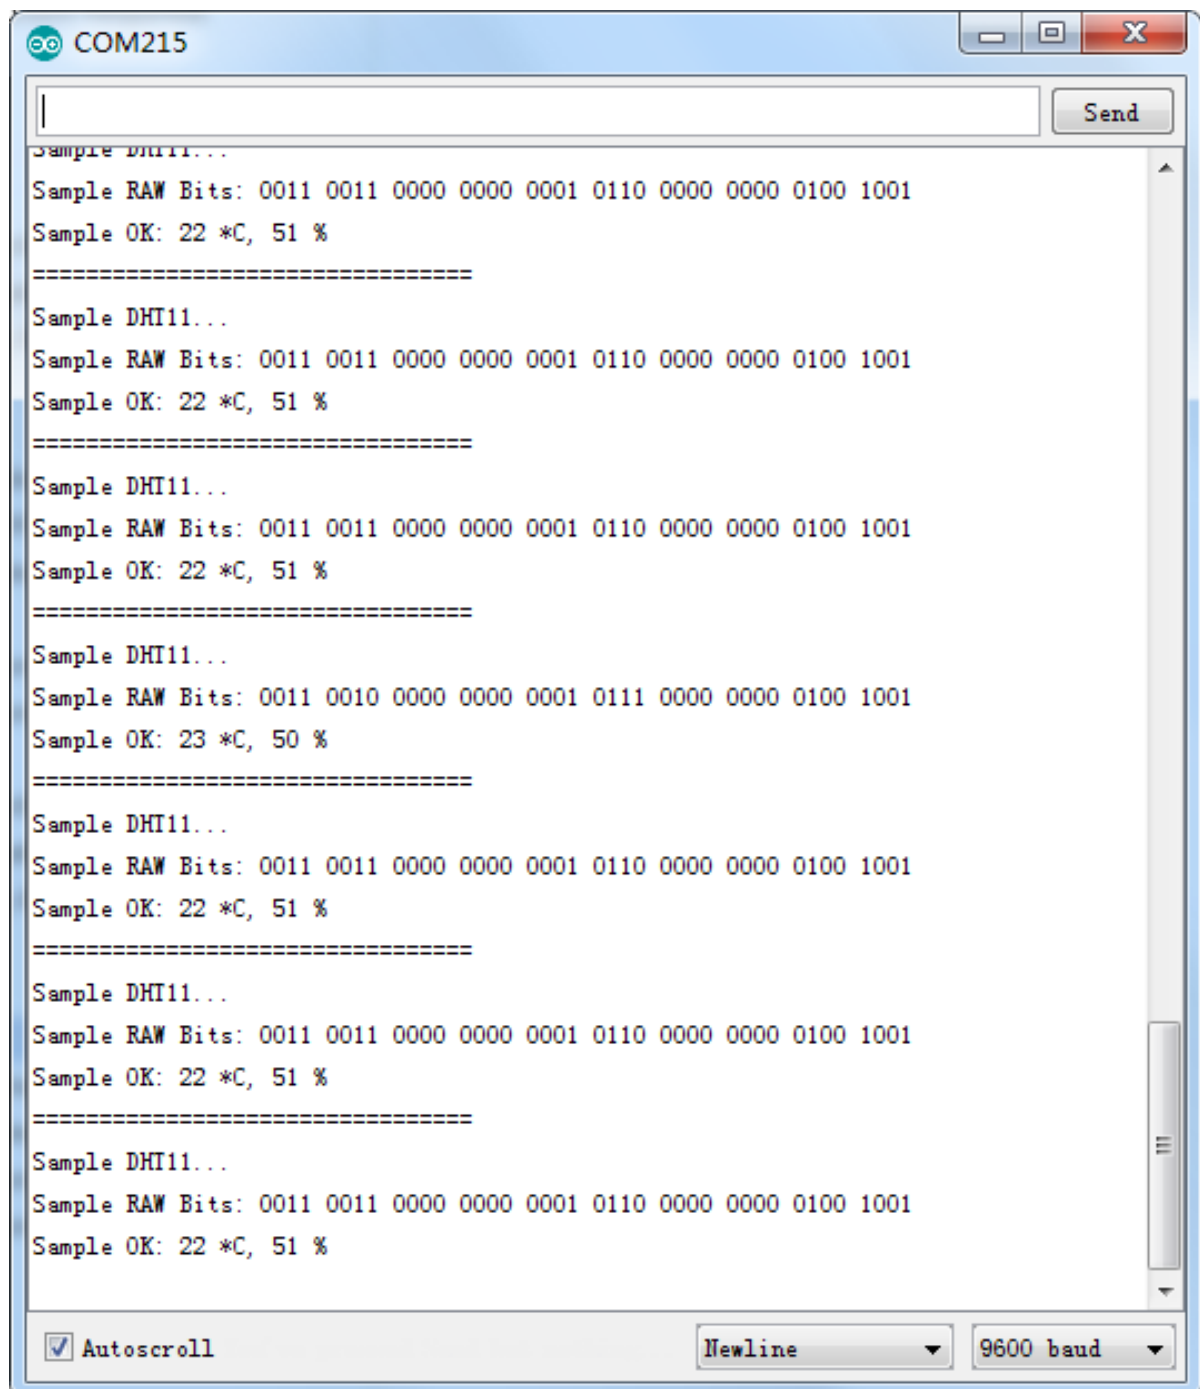 COM215
Send
Sample DHT11...
Sample RAW Bits: 0011 0011 0000 0000 0001 0110 0000 0000 0100 1001
Sample OK: 22 *C, 51 %
=================================
Sample DHT11...
Sample RAW Bits: 0011 0011 0000 0000 0001 0110 0000 0000 0100 1001
Sample OK: 22 *C, 51 %
=================================
Sample DHT11...
Sample RAW Bits: 0011 0011 0000 0000 0001 0110 0000 0000 0100 1001
Sample OK: 22 *C, 51 %
=================================
Sample DHT11...
Sample RAW Bits: 0011 0010 0000 0000 0001 0111 0000 0000 0100 1001
Sample OK: 23 *C, 50 %
=================================
Sample DHT11...
Sample RAW Bits: 0011 0011 0000 0000 0001 0110 0000 0000 0100 1001
Sample OK: 22 *C, 51 %
=================================
Sample DHT11...
Sample RAW Bits: 0011 0011 0000 0000 0001 0110 0000 0000 0100 1001
Sample OK: 22 *C, 51 %
=================================
Sample DHT11...
Sample RAW Bits: 0011 0011 0000 0000 0001 0110 0000 0000 0100 1001
Sample OK: 22 *C, 51 %
Autoscroll
Newline
9600 baud